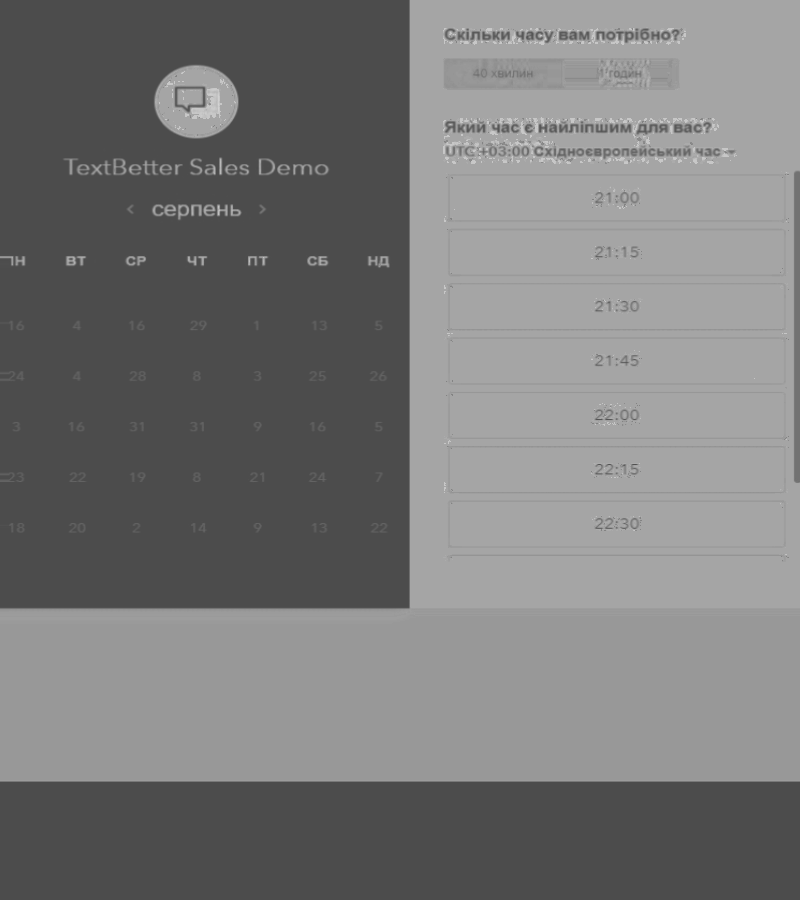 TextBetter Sales Demo
< серпень >
ПН ВТ СР ЧТ ПТ СБ НД
16 4 16 29 1 13 5
24 4 28 8 3 25 26
3 16 31 31 9 16 5
23 22 19 8 21 24 7
18 20 2 14 9 13 22
Скільки часу вам потрібно?
40 хвилин 1 годин
Який час є найліпшим для вас?
UTC +03:00 Східноєвропейський час
21:00
21:15
21:30
21:45
22:00
22:15
22:30